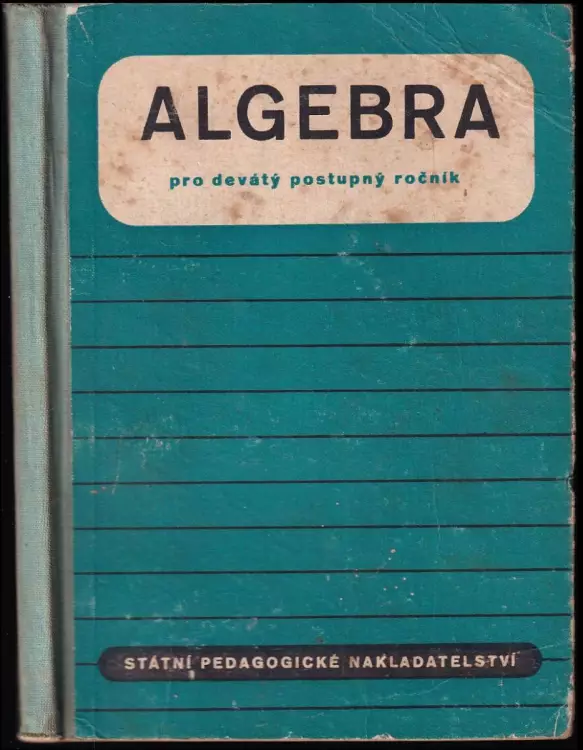 ALGEBRA
pro devátý postupný ročník
STÁTNÍ PEDAGOGICKÉ NAKLADATELSTVÍ